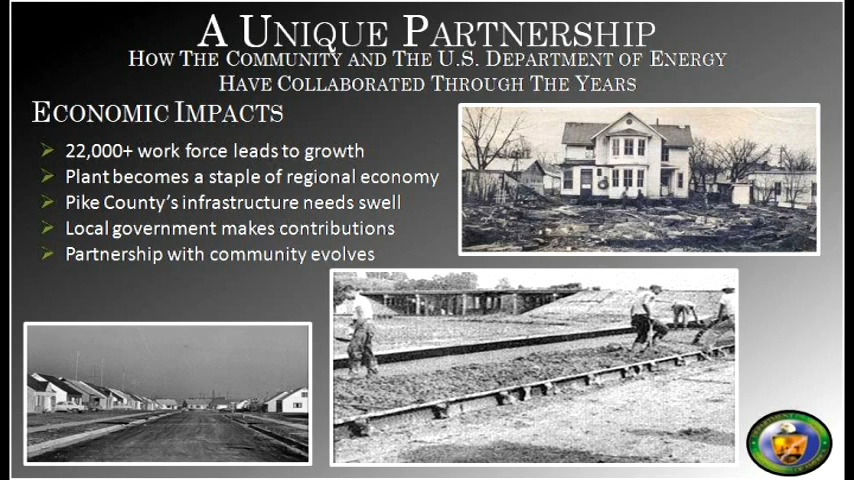 A UNIQUE PARTNERSHIP
HOW THE COMMUNITY AND THE U.S. DEPARTMENT OF ENERGY
HAVE COLLABORATED THROUGH THE YEARS
ECONOMIC IMPACTS
22,000+ work force leads to growth
Plant becomes a staple of regional economy
Pike County's infrastructure needs swell
Local government makes contributions
Partnership with community evolves